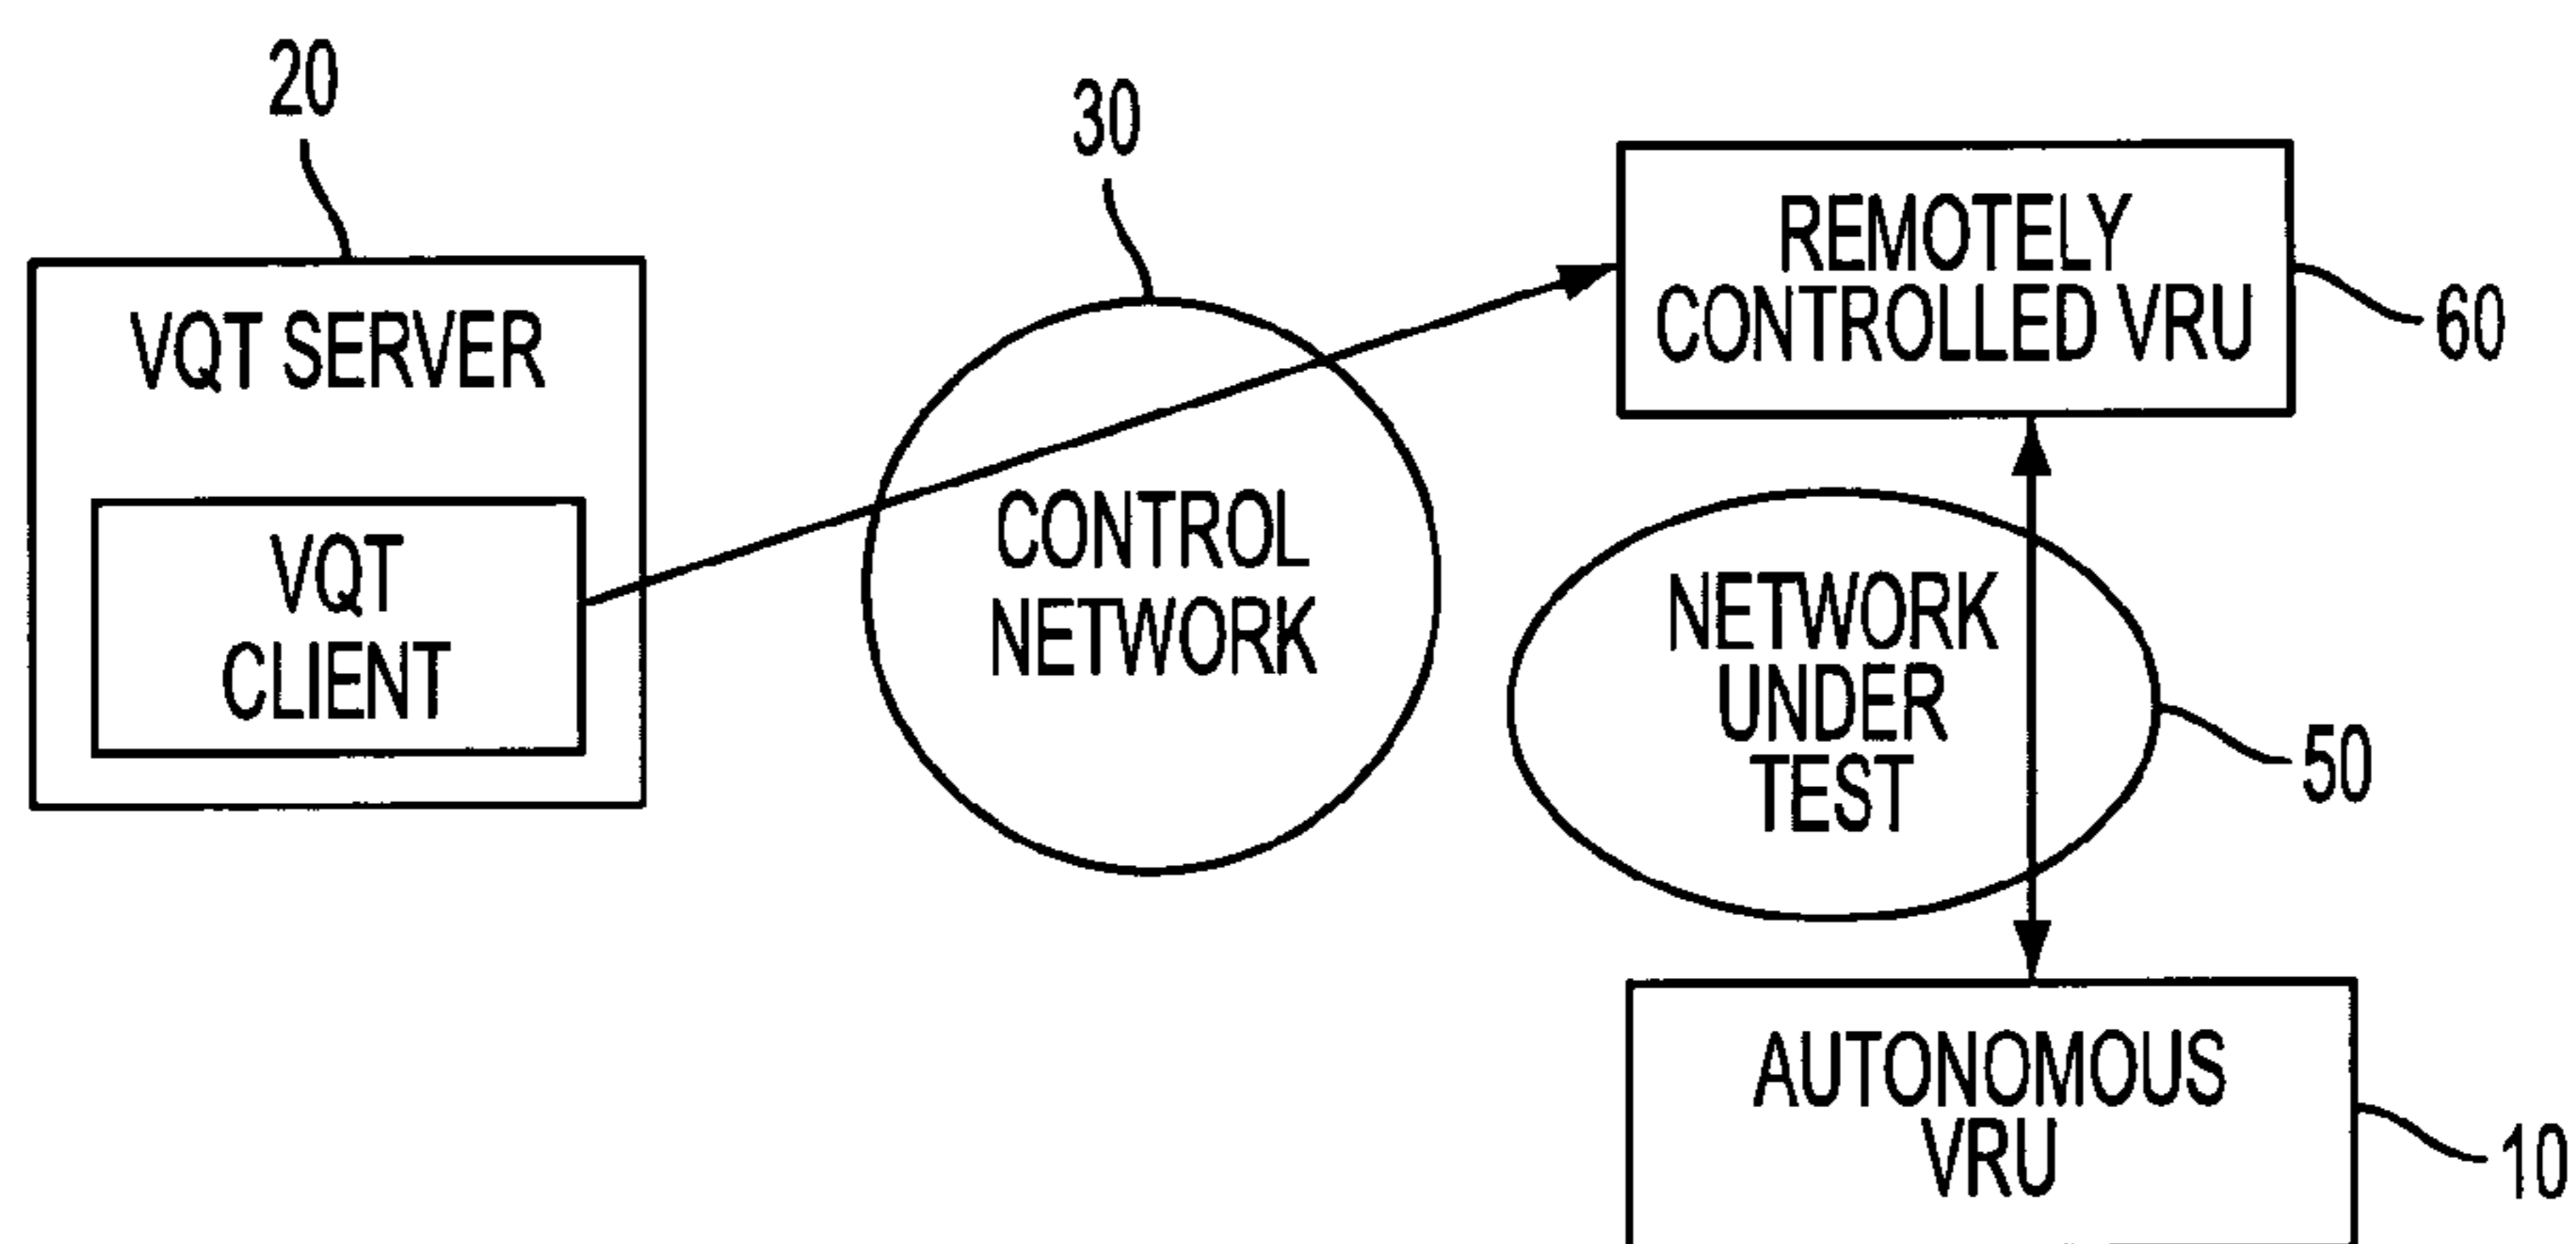 20
VQT SERVER
VQT
CLIENT
30
CONTROL
NETWORK
REMOTELY
CONTROLLED VRU
60
NETWORK
UNDER
TEST
50
AUTONOMOUS
VRU
10